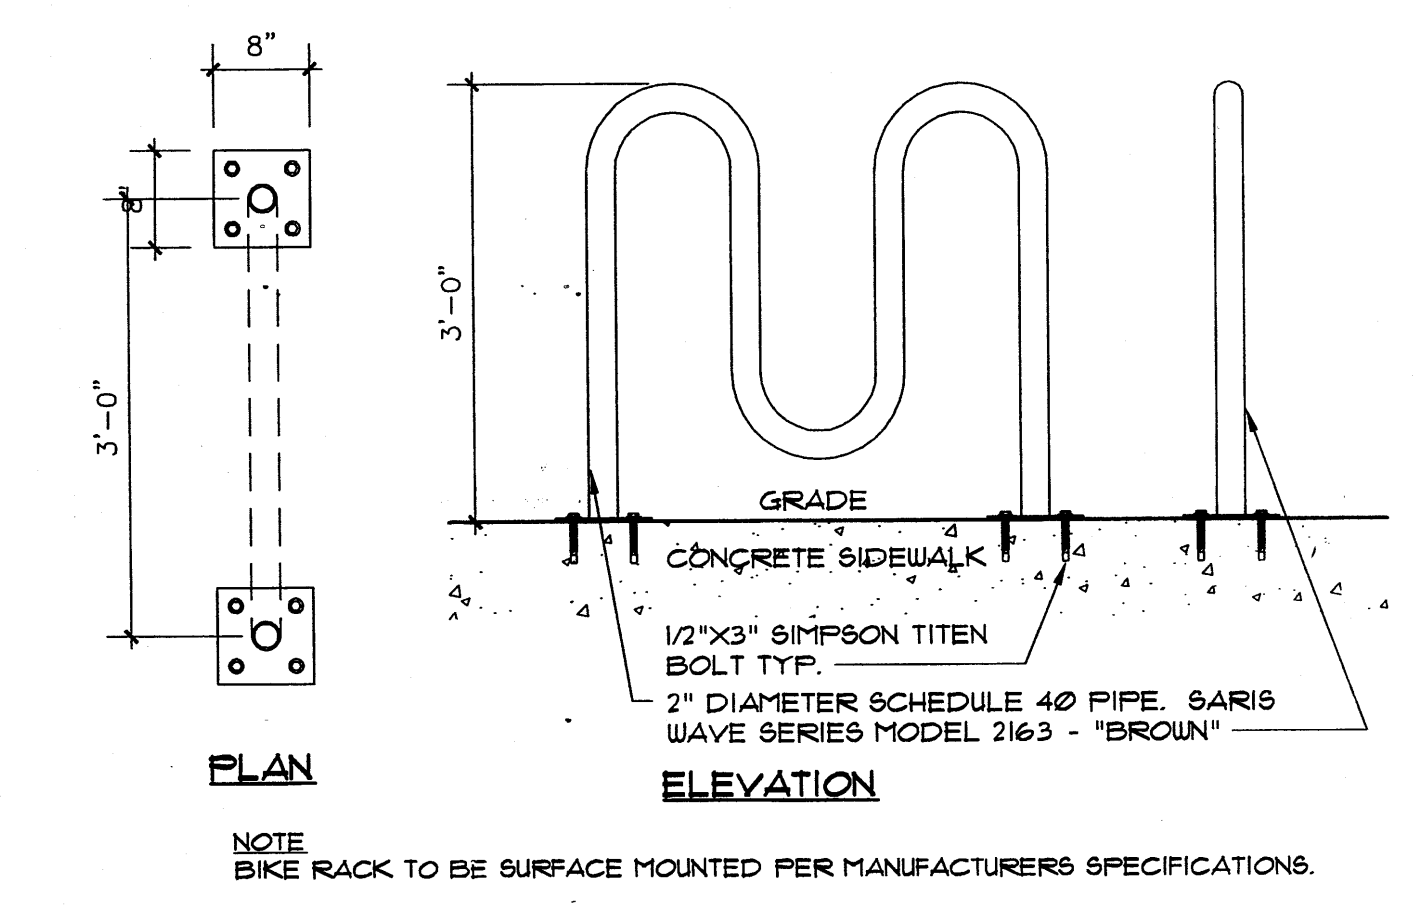 8"
8"
3'-0"
3'-0"
GRADE
CONCRETE SIDEWALK
1/2"X3" SIMPSON TITEN
BOLT TYP.
2" DIAMETER SCHEDULE 40 PIPE. SARIS
WAVE SERIES MODEL 2163 - "BROWN"
PLAN
ELEVATION
NOTE
BIKE RACK TO BE SURFACE MOUNTED PER MANUFACTURERS SPECIFICATIONS.